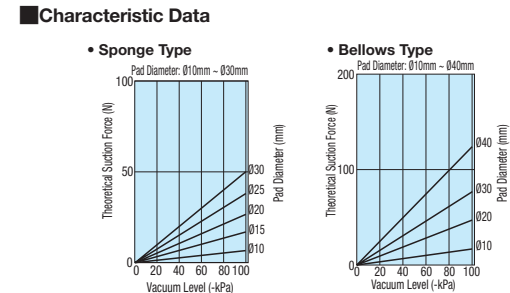 ■Characteristic Data
• Sponge Type
Pad Diameter: Ø10mm ~ Ø30mm
100
50
0
Theoretical Suction Force (N)
Ø30
Ø25
Ø20
Ø15
Ø10
Pad Diameter (mm)
0 20 40 60 80 100
Vacuum Level (-kPa)
• Bellows Type
Pad Diameter: Ø10mm ~ Ø40mm
200
100
0
Theoretical Suction Force (N)
Ø40
Ø30
Ø20
Ø10
Pad Diameter (mm)
0 20 40 60 80 100
Vacuum Level (-kPa)